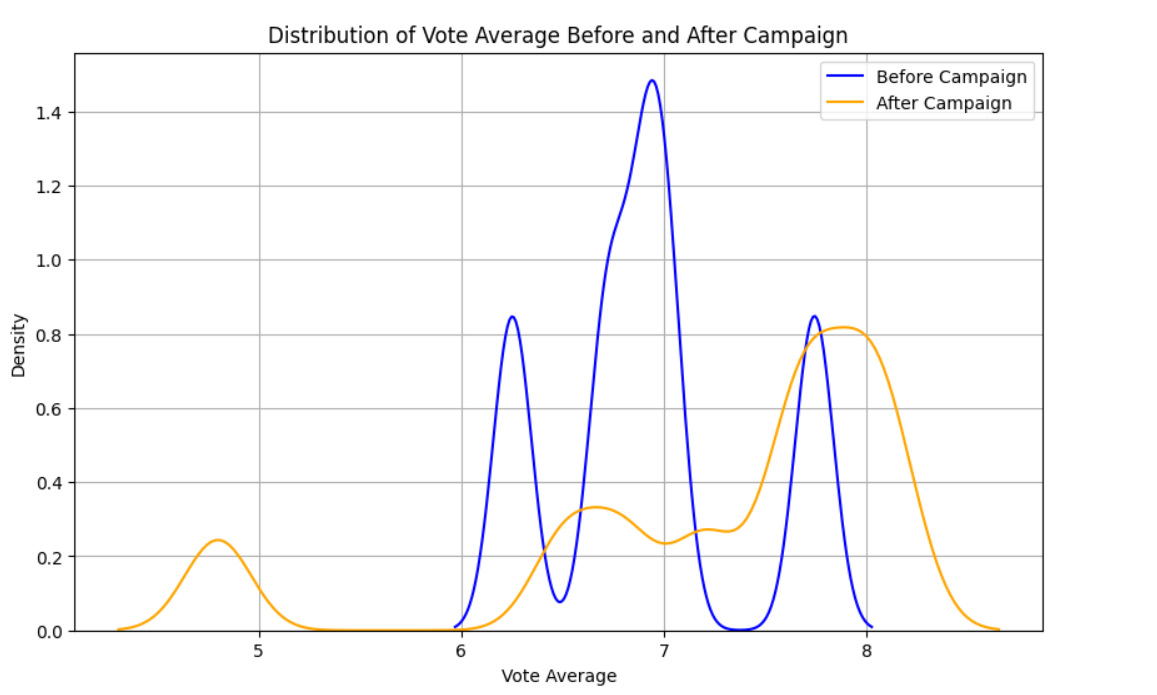 Distribution of Vote Average Before and After Campaign
Before Campaign
After Campaign
Density
1.4
1.2
1.0
0.8
0.6
0.4
0.2
0.0
5
6
7
8
Vote Average